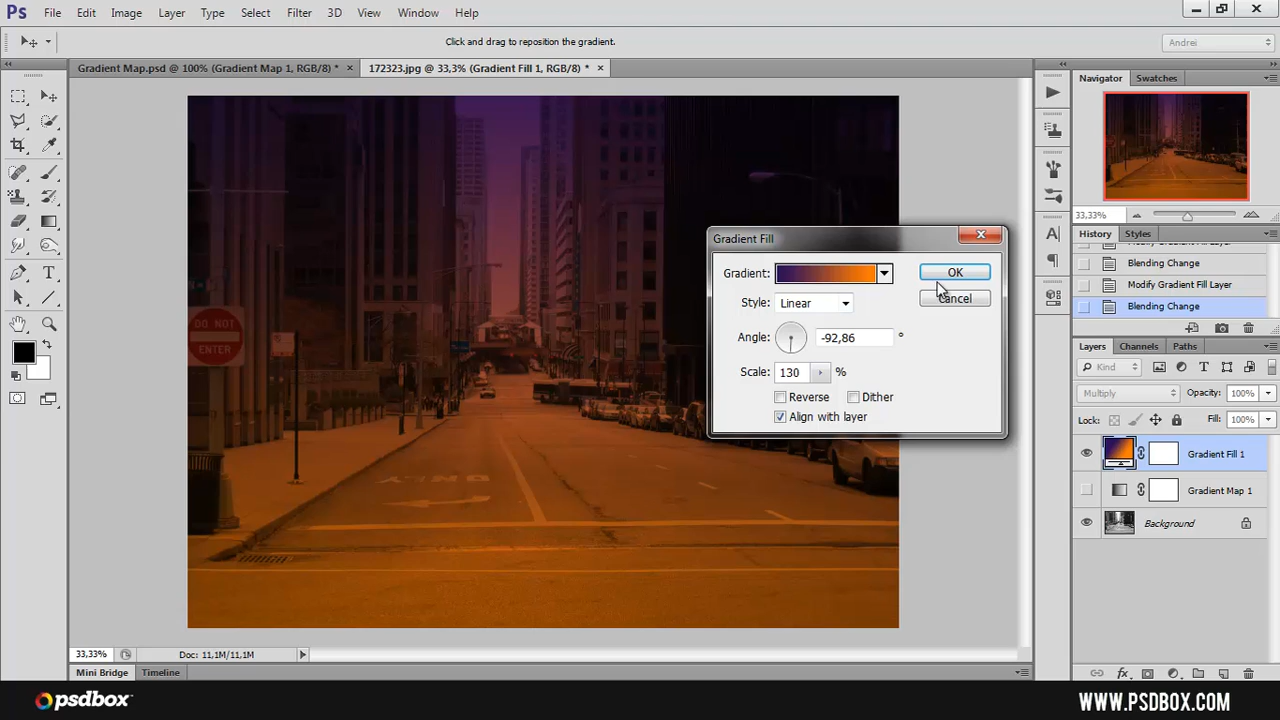 Ps File Edit Image Layer Type Select Filter 3D View Window Help
Click and drag to reposition the gradient.
Andrei
Gradient Map.psd @ 100% (Gradient Map 1, RGB/8) * × 172323.jpg @ 33,3% (Gradient Fill 1, RGB/8) * ×
Navigator Swatches
33,33%
History Styles
Blending Change
Modify Gradient Fill Layer
Blending Change
Layers Channels Paths
Kind
Multiply Opacity: 100%
Lock: Fill: 100%
Gradient Fill 1
Gradient Map 1
Background
Gradient Fill
Gradient: OK
Style: Linear Cancel
Angle: -92,86 °
Scale: 130 %
Reverse Dither
Align with layer
DO NOT
ENTER
ONLY
33,33% Doc: 11,1M/11,1M
Mini Bridge Timeline
psdbox
WWW.PSDBOX.COM